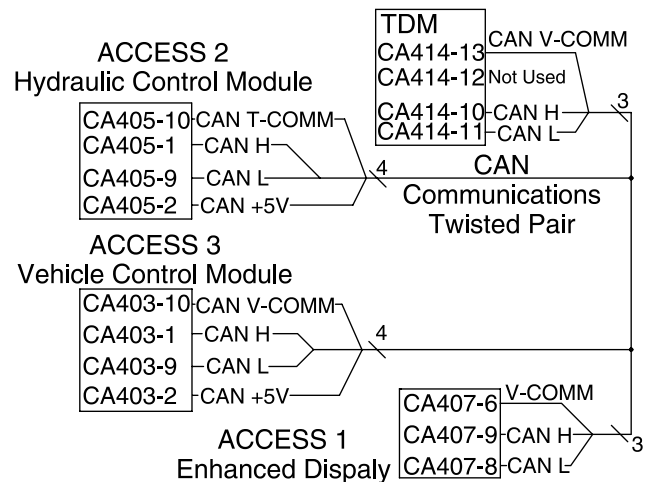 TDM
CA414-13 CAN V-COMM
CA414-12 Not Used
CA414-10 CAN H
CA414-11 CAN L
3
ACCESS 2
Hydraulic Control Module
CA405-10 CAN T-COMM
CA405-1 CAN H
CA405-9 CAN L
CA405-2 CAN +5V
4
CAN
Communications
Twisted Pair
ACCESS 3
Vehicle Control Module
CA403-10 CAN V-COMM
CA403-1 CAN H
CA403-9 CAN L
CA403-2 CAN +5V
4
ACCESS 1
Enhanced Dispaly
CA407-6 V-COMM
CA407-9 CAN H
CA407-8 CAN L
3